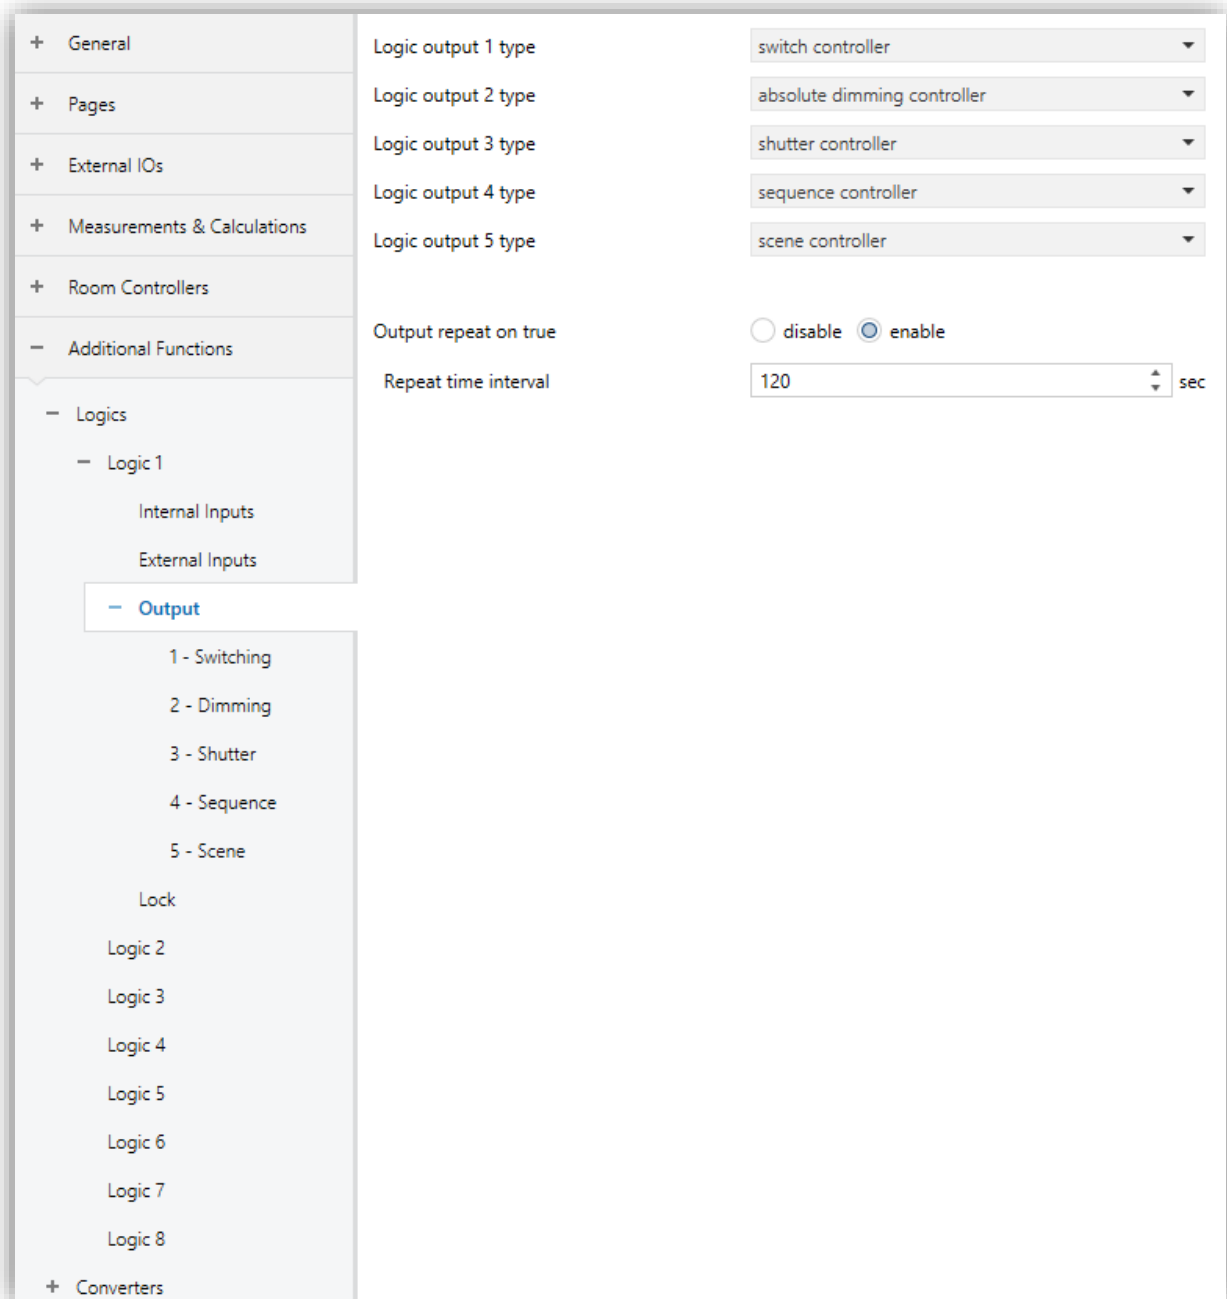 General
Pages
External IOs
Measurements & Calculations
Room Controllers
Additional Functions
Logics
Logic 1
Internal Inputs
External Inputs
Output
1 - Switching
2 - Dimming
3 - Shutter
4 - Sequence
5 - Scene
Lock
Logic 2
Logic 3
Logic 4
Logic 5
Logic 6
Logic 7
Logic 8
Converters
Logic output 1 type switch controller
Logic output 2 type absolute dimming controller
Logic output 3 type shutter controller
Logic output 4 type sequence controller
Logic output 5 type scene controller
Output repeat on true disable enable
Repeat time interval 120 sec